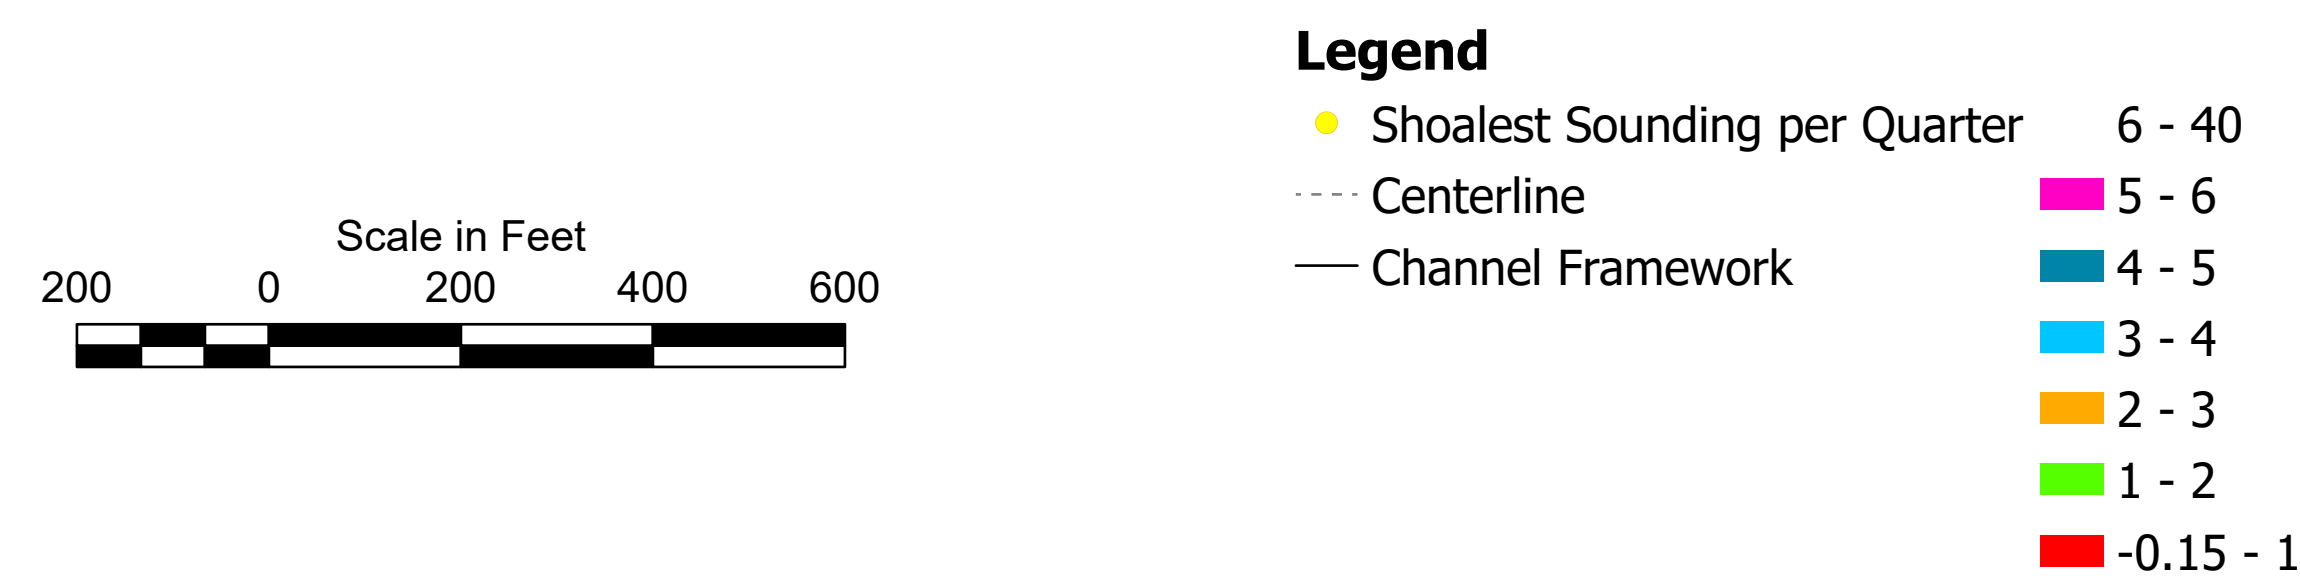 Scale in Feet
200 0 200 400 600
Legend
Shoalest Sounding per Quarter
Centerline
Channel Framework
6 - 40
5 - 6
4 - 5
3 - 4
2 - 3
1 - 2
-0.15 - 1